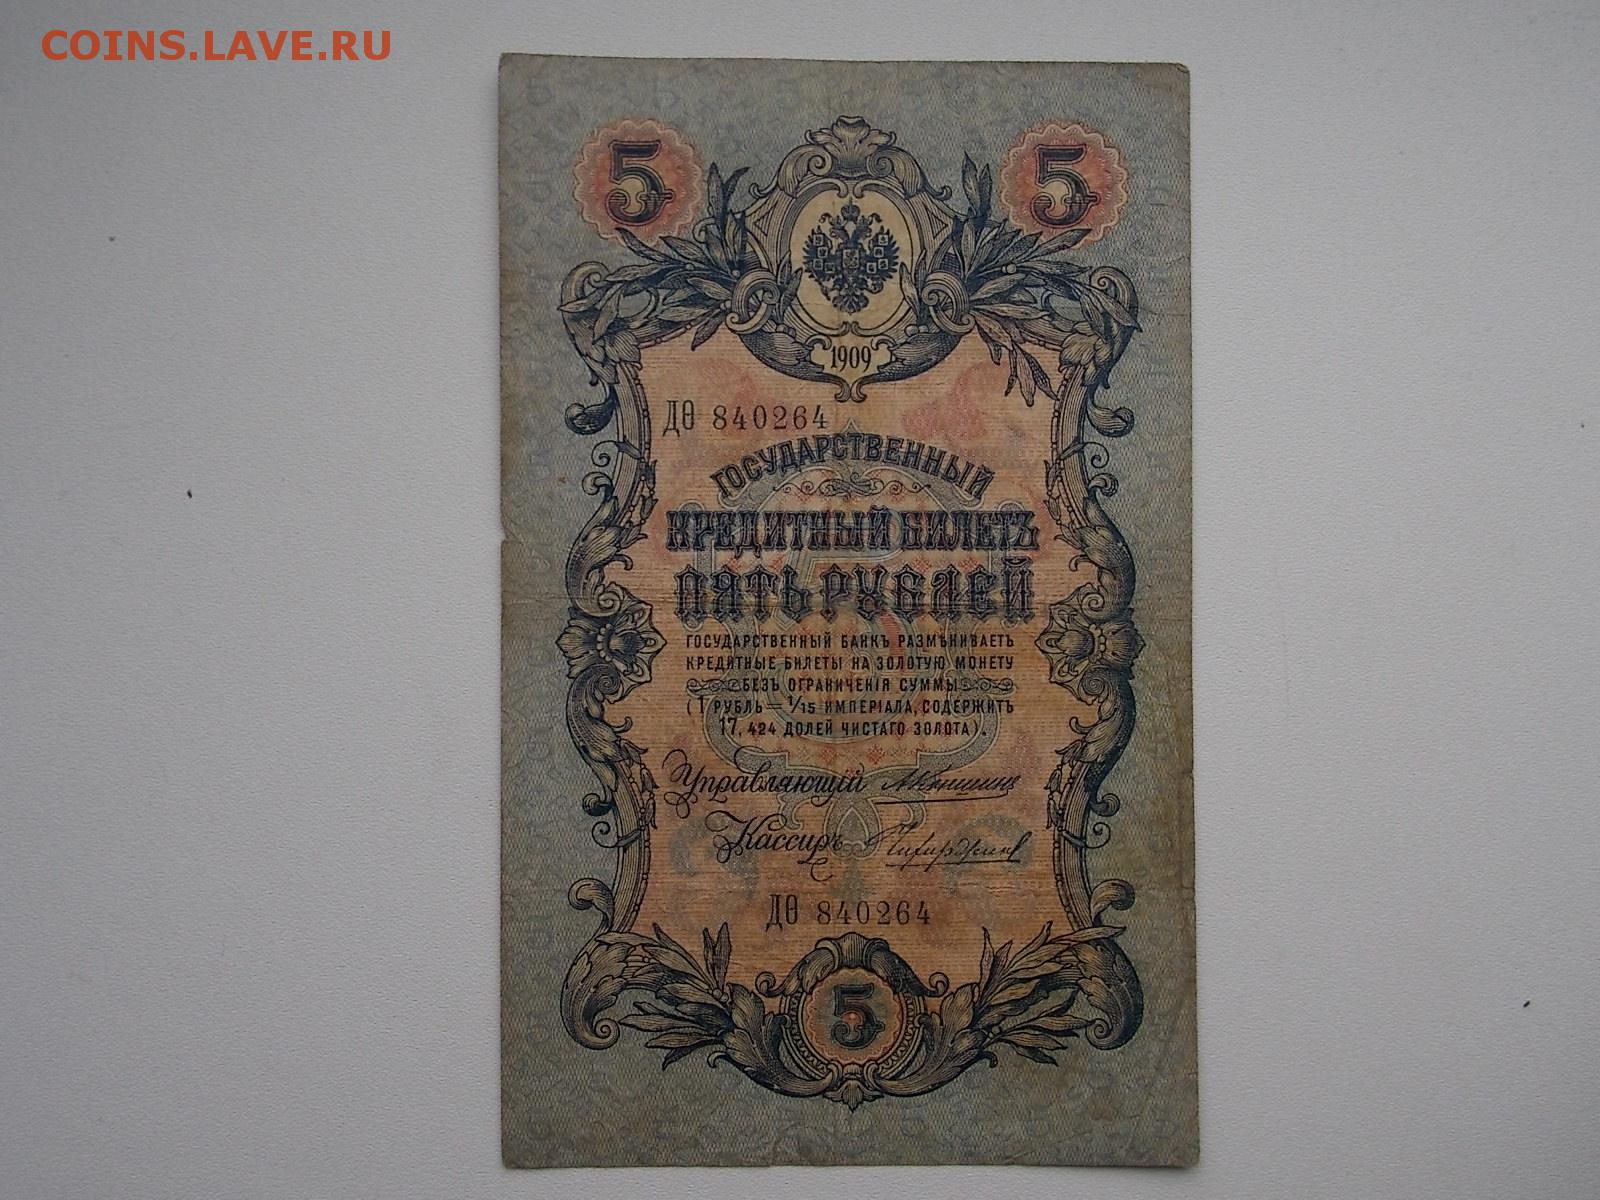 COINS.LAVE.RU
5 5
1909
ДѲ 840264
ГОСУДАРСТВЕННЫЙ
КРЕДИТНЫЙ БИЛЕТЪ
ПЯТЬ РУБЛЕЙ
ГОСУДАРСТВЕННЫЙ БАНКЪ РАЗМѢНИВАЕТЪ
КРЕДИТНЫЕ БИЛЕТЫ НА ЗОЛОТУЮ МОНЕТУ
БЕЗЪ ОГРАНИЧЕНІЯ СУММЫ
(1 РУБЛЬ — 1/15 ИМПЕРІАЛА, СОДЕРЖИТЪ
17,424 ДОЛЕЙ ЧИСТАГО ЗОЛОТА).
Управляющій
Кассиръ
ДѲ 840264
5